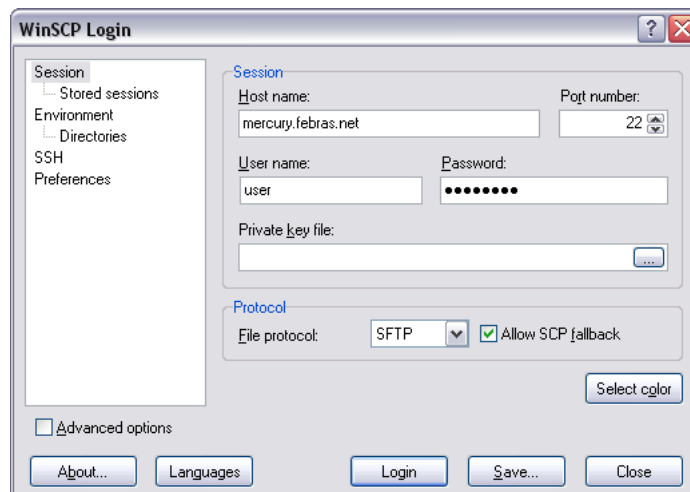 WinSCP Login
Session
Stored sessions
Environment
Directories
SSH
Preferences
Session
Host name:
Port number:
mercury.febras.net
22
User name:
Password:
user
●●●●●●●●
Private key file:
...
Protocol
File protocol:
SFTP
Allow SCP fallback
Select color
Advanced options
About...
Languages
Login
Save...
Close